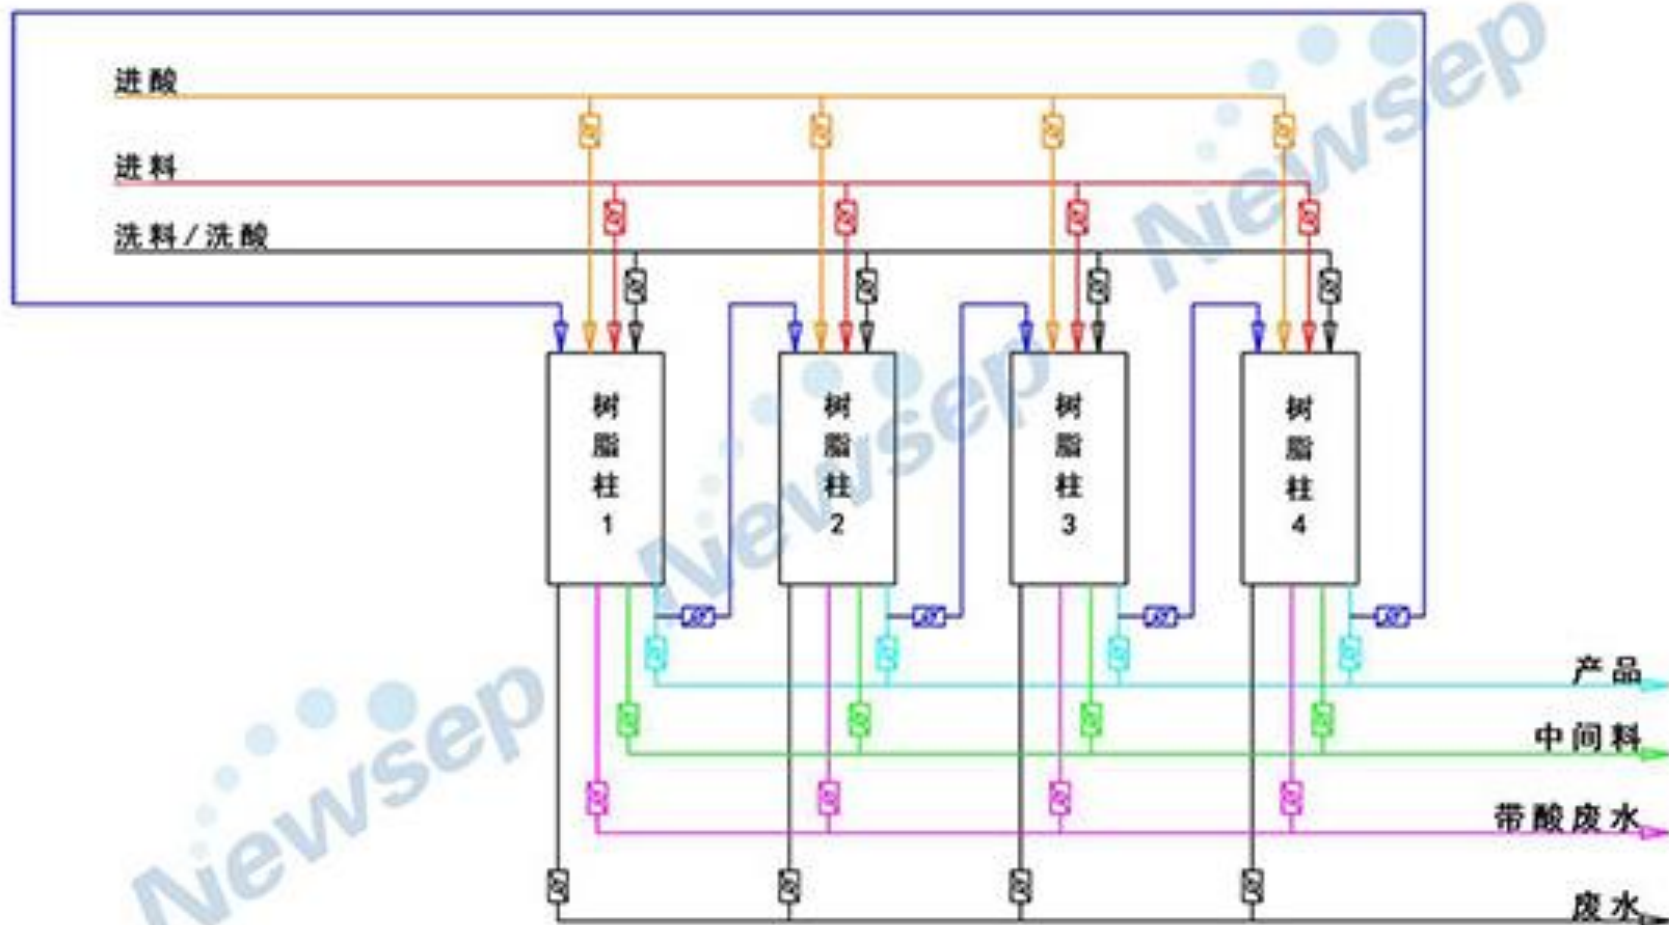 Newsep
进酸
进料
洗料/洗酸
树脂柱1
树脂柱2
树脂柱3
树脂柱4
Newsep
Newsep
产品
中间料
带酸废水
废水